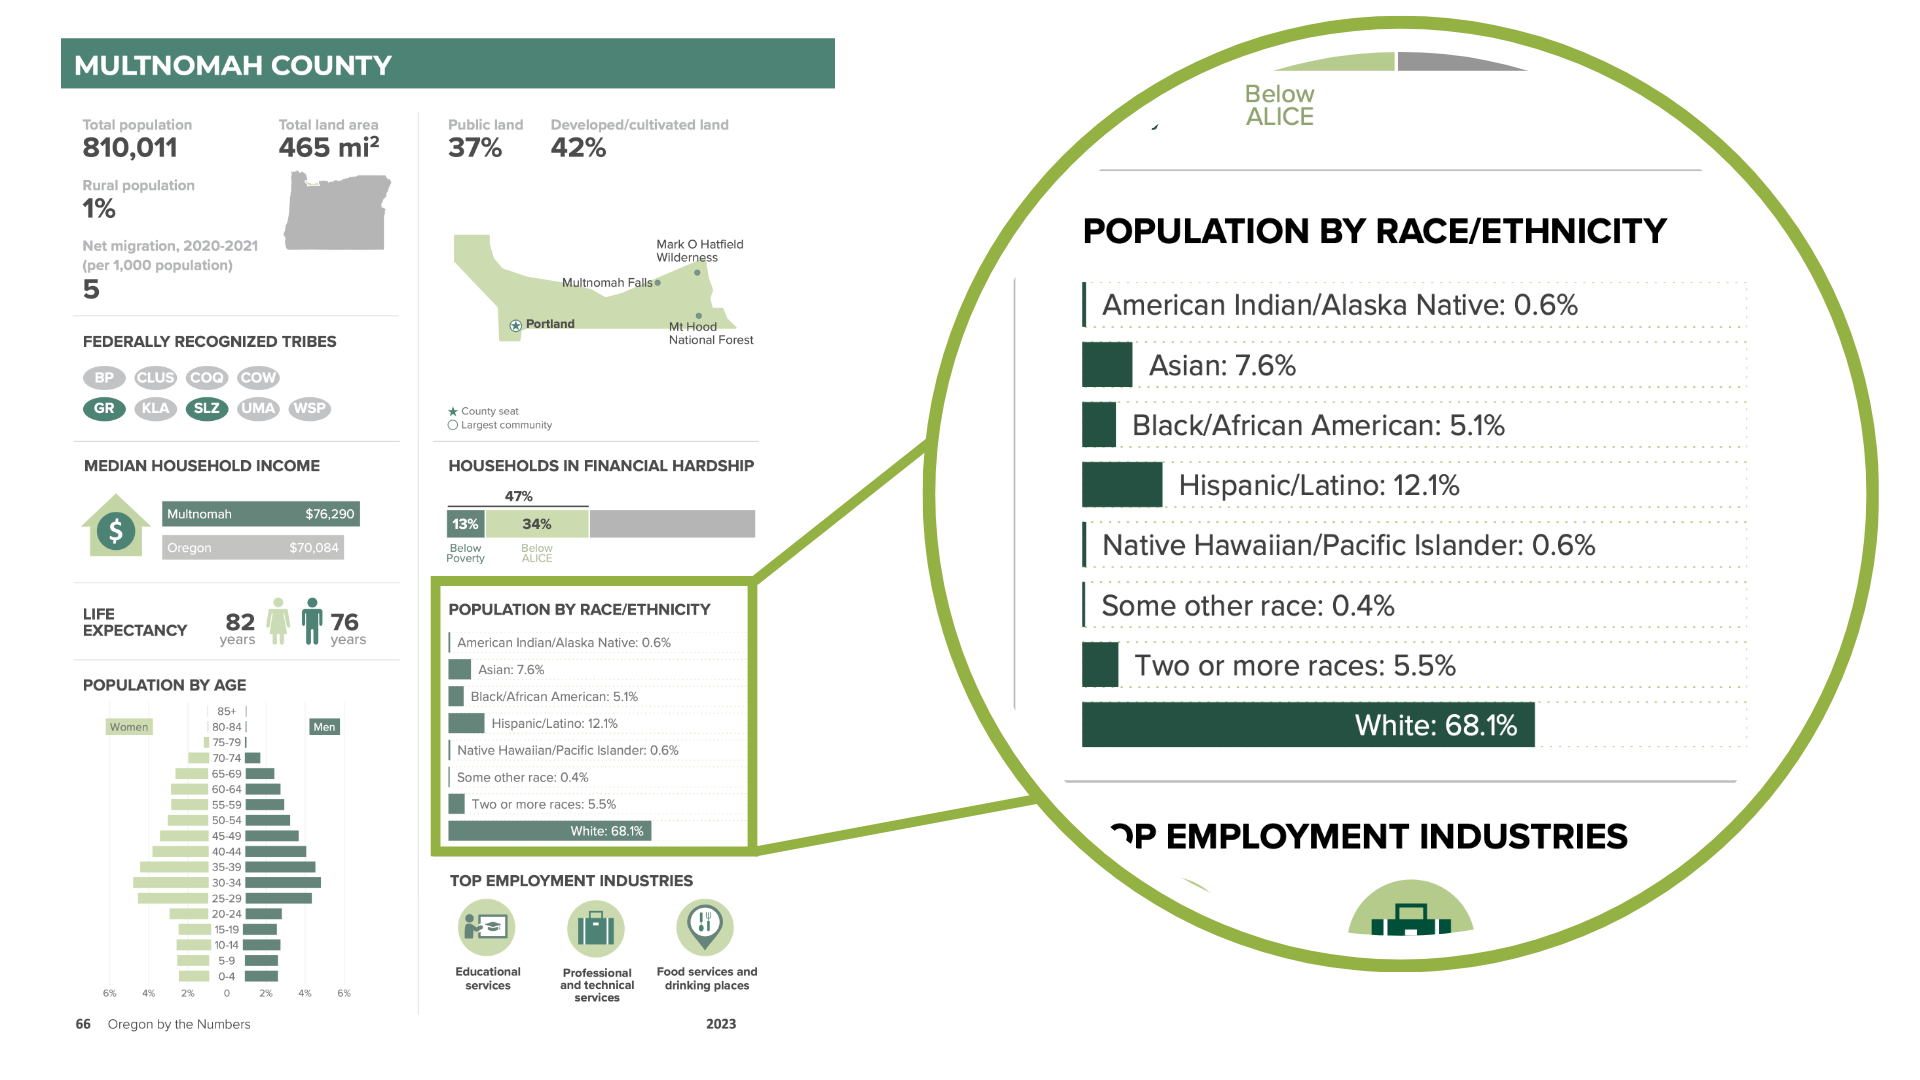 MULTNOMAH COUNTY
Total population
810,011
Total land area
465 mi²
Rural population
1%
Net migration, 2020-2021
(per 1,000 population)
5
FEDERALLY RECOGNIZED TRIBES
BP CLUS COQ COW
GR KLA SLZ UMA WSP
MEDIAN HOUSEHOLD INCOME
$
Multnomah $76,290
Oregon $70,084
LIFE
EXPECTANCY
82
years
76
years
POPULATION BY AGE
Women
Men
85+
80-84
75-79
70-74
65-69
60-64
55-59
50-54
45-49
40-44
35-39
30-34
25-29
20-24
15-19
10-14
5-9
0-4
6% 4% 2% 0 2% 4% 6%
Public land
37%
Developed/cultivated land
42%
Mark O Hatfield
Wilderness
Multnomah Falls
Portland
Mt Hood
National Forest
County seat
Largest community
HOUSEHOLDS IN FINANCIAL HARDSHIP
47%
13% 34%
Below
Poverty
Below
ALICE
POPULATION BY RACE/ETHNICITY
American Indian/Alaska Native: 0.6%
Asian: 7.6%
Black/African American: 5.1%
Hispanic/Latino: 12.1%
Native Hawaiian/Pacific Islander: 0.6%
Some other race: 0.4%
Two or more races: 5.5%
White: 68.1%
TOP EMPLOYMENT INDUSTRIES
Educational
services
Professional
and technical
services
Food services and
drinking places
66 Oregon by the Numbers
2023
Below
ALICE
POPULATION BY RACE/ETHNICITY
American Indian/Alaska Native: 0.6%
Asian: 7.6%
Black/African American: 5.1%
Hispanic/Latino: 12.1%
Native Hawaiian/Pacific Islander: 0.6%
Some other race: 0.4%
Two or more races: 5.5%
White: 68.1%
OP EMPLOYMENT INDUSTRIES